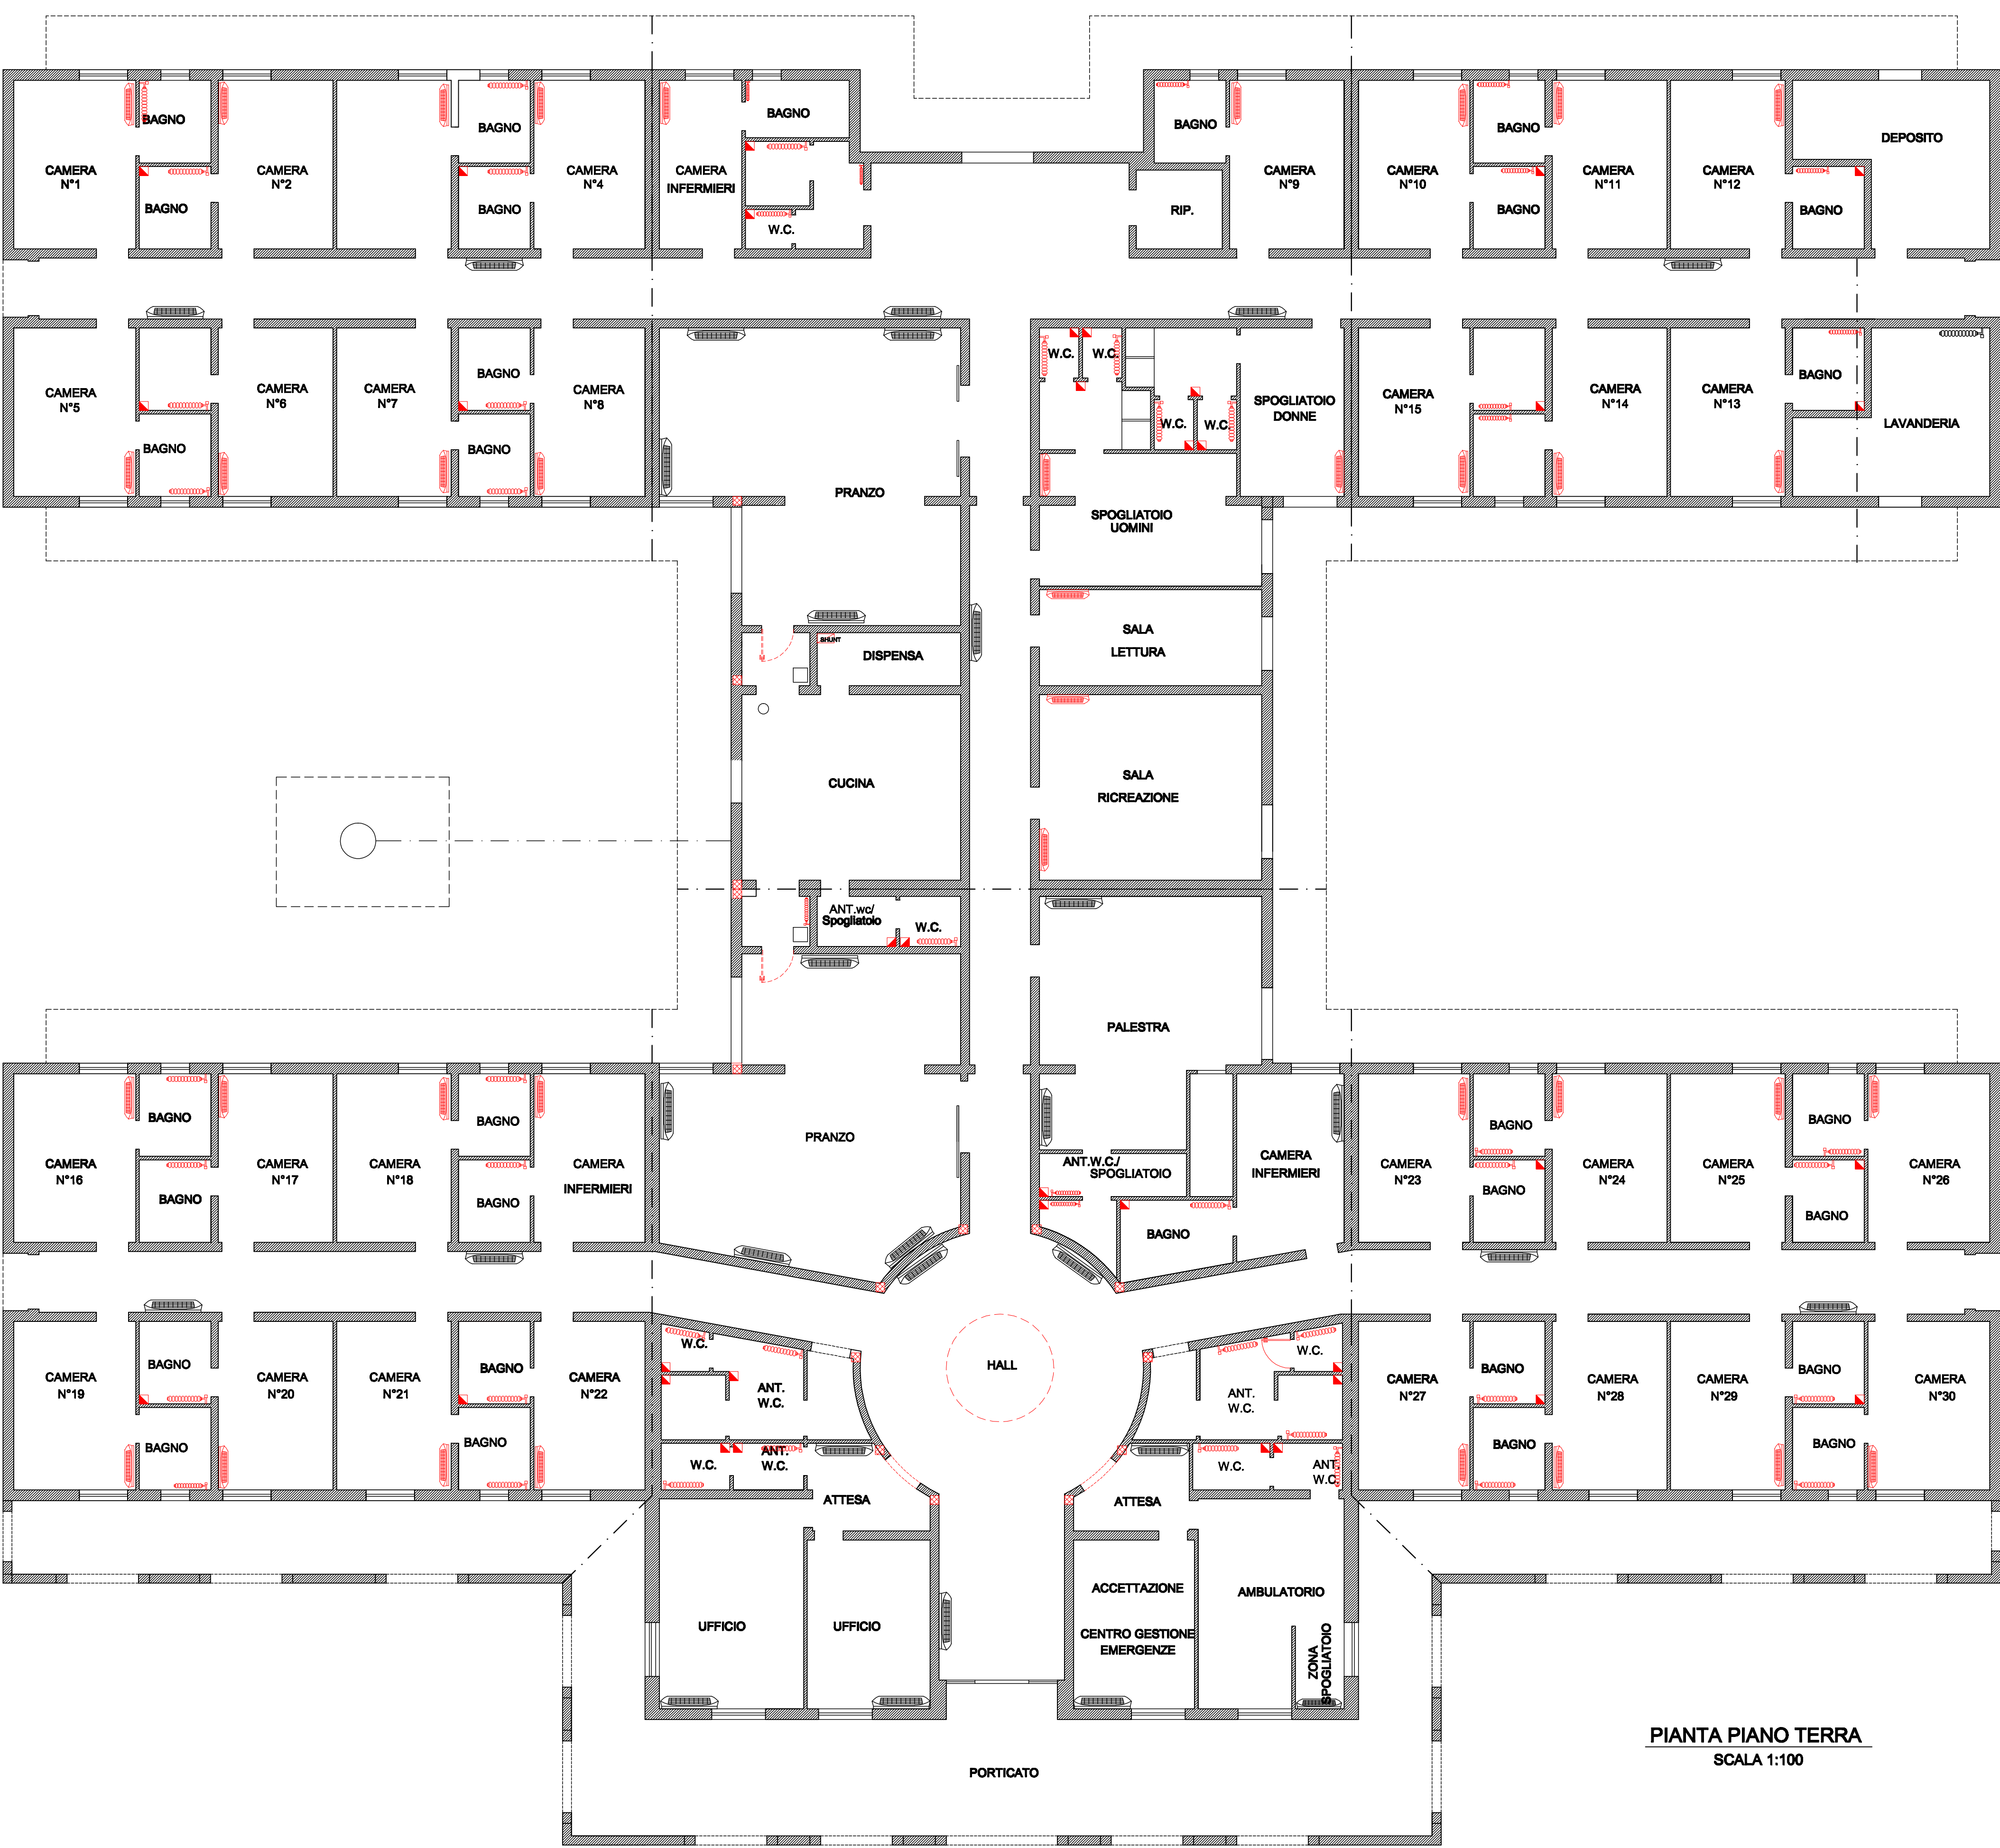 BAGNO
BAGNO
BAGNO
BAGNO
BAGNO
CAMERA
N°1
CAMERA
N°2
CAMERA
N°4
CAMERA
INFERMIERI
CAMERA
N°9
CAMERA
N°10
CAMERA
N°11
CAMERA
N°12
DEPOSITO
BAGNO
BAGNO
BAGNO
W.C.
RIP.
BAGNO
BAGNO
CAMERA
N°5
CAMERA
N°6
CAMERA
N°7
BAGNO
CAMERA
N°8
W.C.
W.C.
SPOGLIATOIO
DONNE
CAMERA
N°15
CAMERA
N°14
CAMERA
N°13
BAGNO
LAVANDERIA
BAGNO
BAGNO
W.C.
W.C.
PRANZO
SPOGLIATOIO
UOMINI
SALA
LETTURA
SHUNT
DISPENSA
CUCINA
SALA
RICREAZIONE
ANT.wc/
Spogliatoio
W.C.
PALESTRA
BAGNO
BAGNO
PRANZO
BAGNO
BAGNO
CAMERA
N°16
CAMERA
N°17
CAMERA
N°18
CAMERA
INFERMIERI
ANT.W.C./
SPOGLIATOIO
CAMERA
INFERMIERI
CAMERA
N°23
CAMERA
N°24
CAMERA
N°25
CAMERA
N°26
BAGNO
BAGNO
BAGNO
BAGNO
BAGNO
CAMERA
N°19
BAGNO
CAMERA
N°20
CAMERA
N°21
BAGNO
CAMERA
N°22
W.C.
ANT.
W.C.
HALL
W.C.
ANT.
W.C.
CAMERA
N°27
BAGNO
CAMERA
N°28
CAMERA
N°29
BAGNO
CAMERA
N°30
BAGNO
BAGNO
W.C.
ANT.
W.C.
W.C.
ANT.
W.C.
BAGNO
BAGNO
ATTESA
ATTESA
UFFICIO
UFFICIO
ACCETTAZIONE
CENTRO GESTIONE
EMERGENZE
AMBULATORIO
ZONA
SPOGLIATOIO
PORTICATO
PIANTA PIANO TERRA
SCALA 1:100